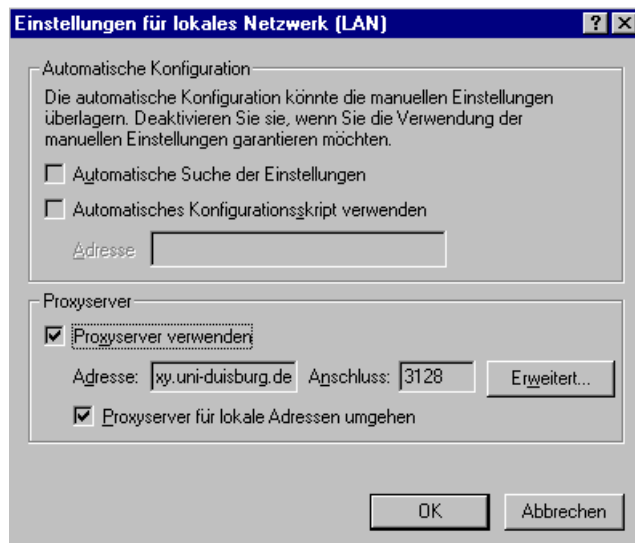 Einstellungen für lokales Netzwerk (LAN)
Automatische Konfiguration
Die automatische Konfiguration könnte die manuellen Einstellungen
überlagern. Deaktivieren Sie sie, wenn Sie die Verwendung der
manuellen Einstellungen garantieren möchten.
Automatische Suche der Einstellungen
Automatisches Konfigurationsskript verwenden
Adresse
Proxyserver
Proxyserver verwenden
Adresse: xy.uni-duisburg.de Anschluss: 3128 Erweitert...
Proxyserver für lokale Adressen umgehen
OK Abbrechen